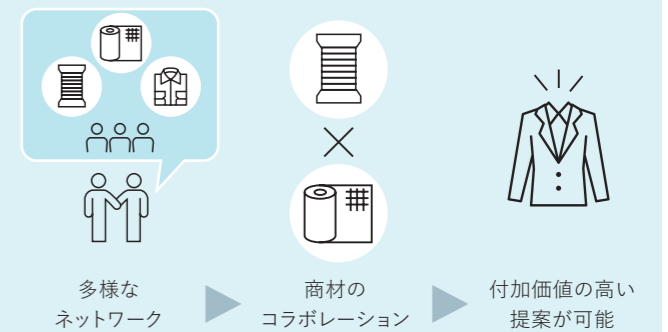 多様な
ネットワーク
商材の
コラボレーション
付加価値の高い
提案が可能